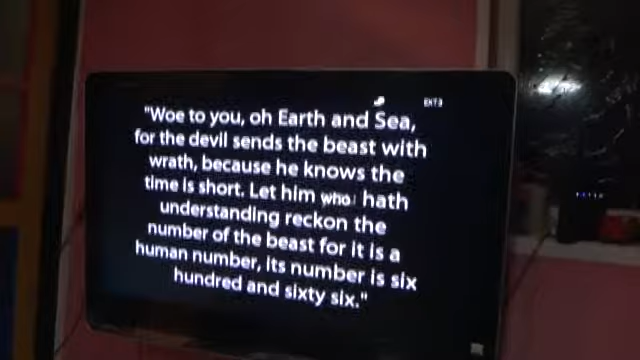 EXT3
"Woe to you, oh Earth and Sea,
for the devil sends the beast with
wrath, because he knows the
time is short. Let him who hath
understanding reckon the
number of the beast for it is a
human number, its number is six
hundred and sixty six."